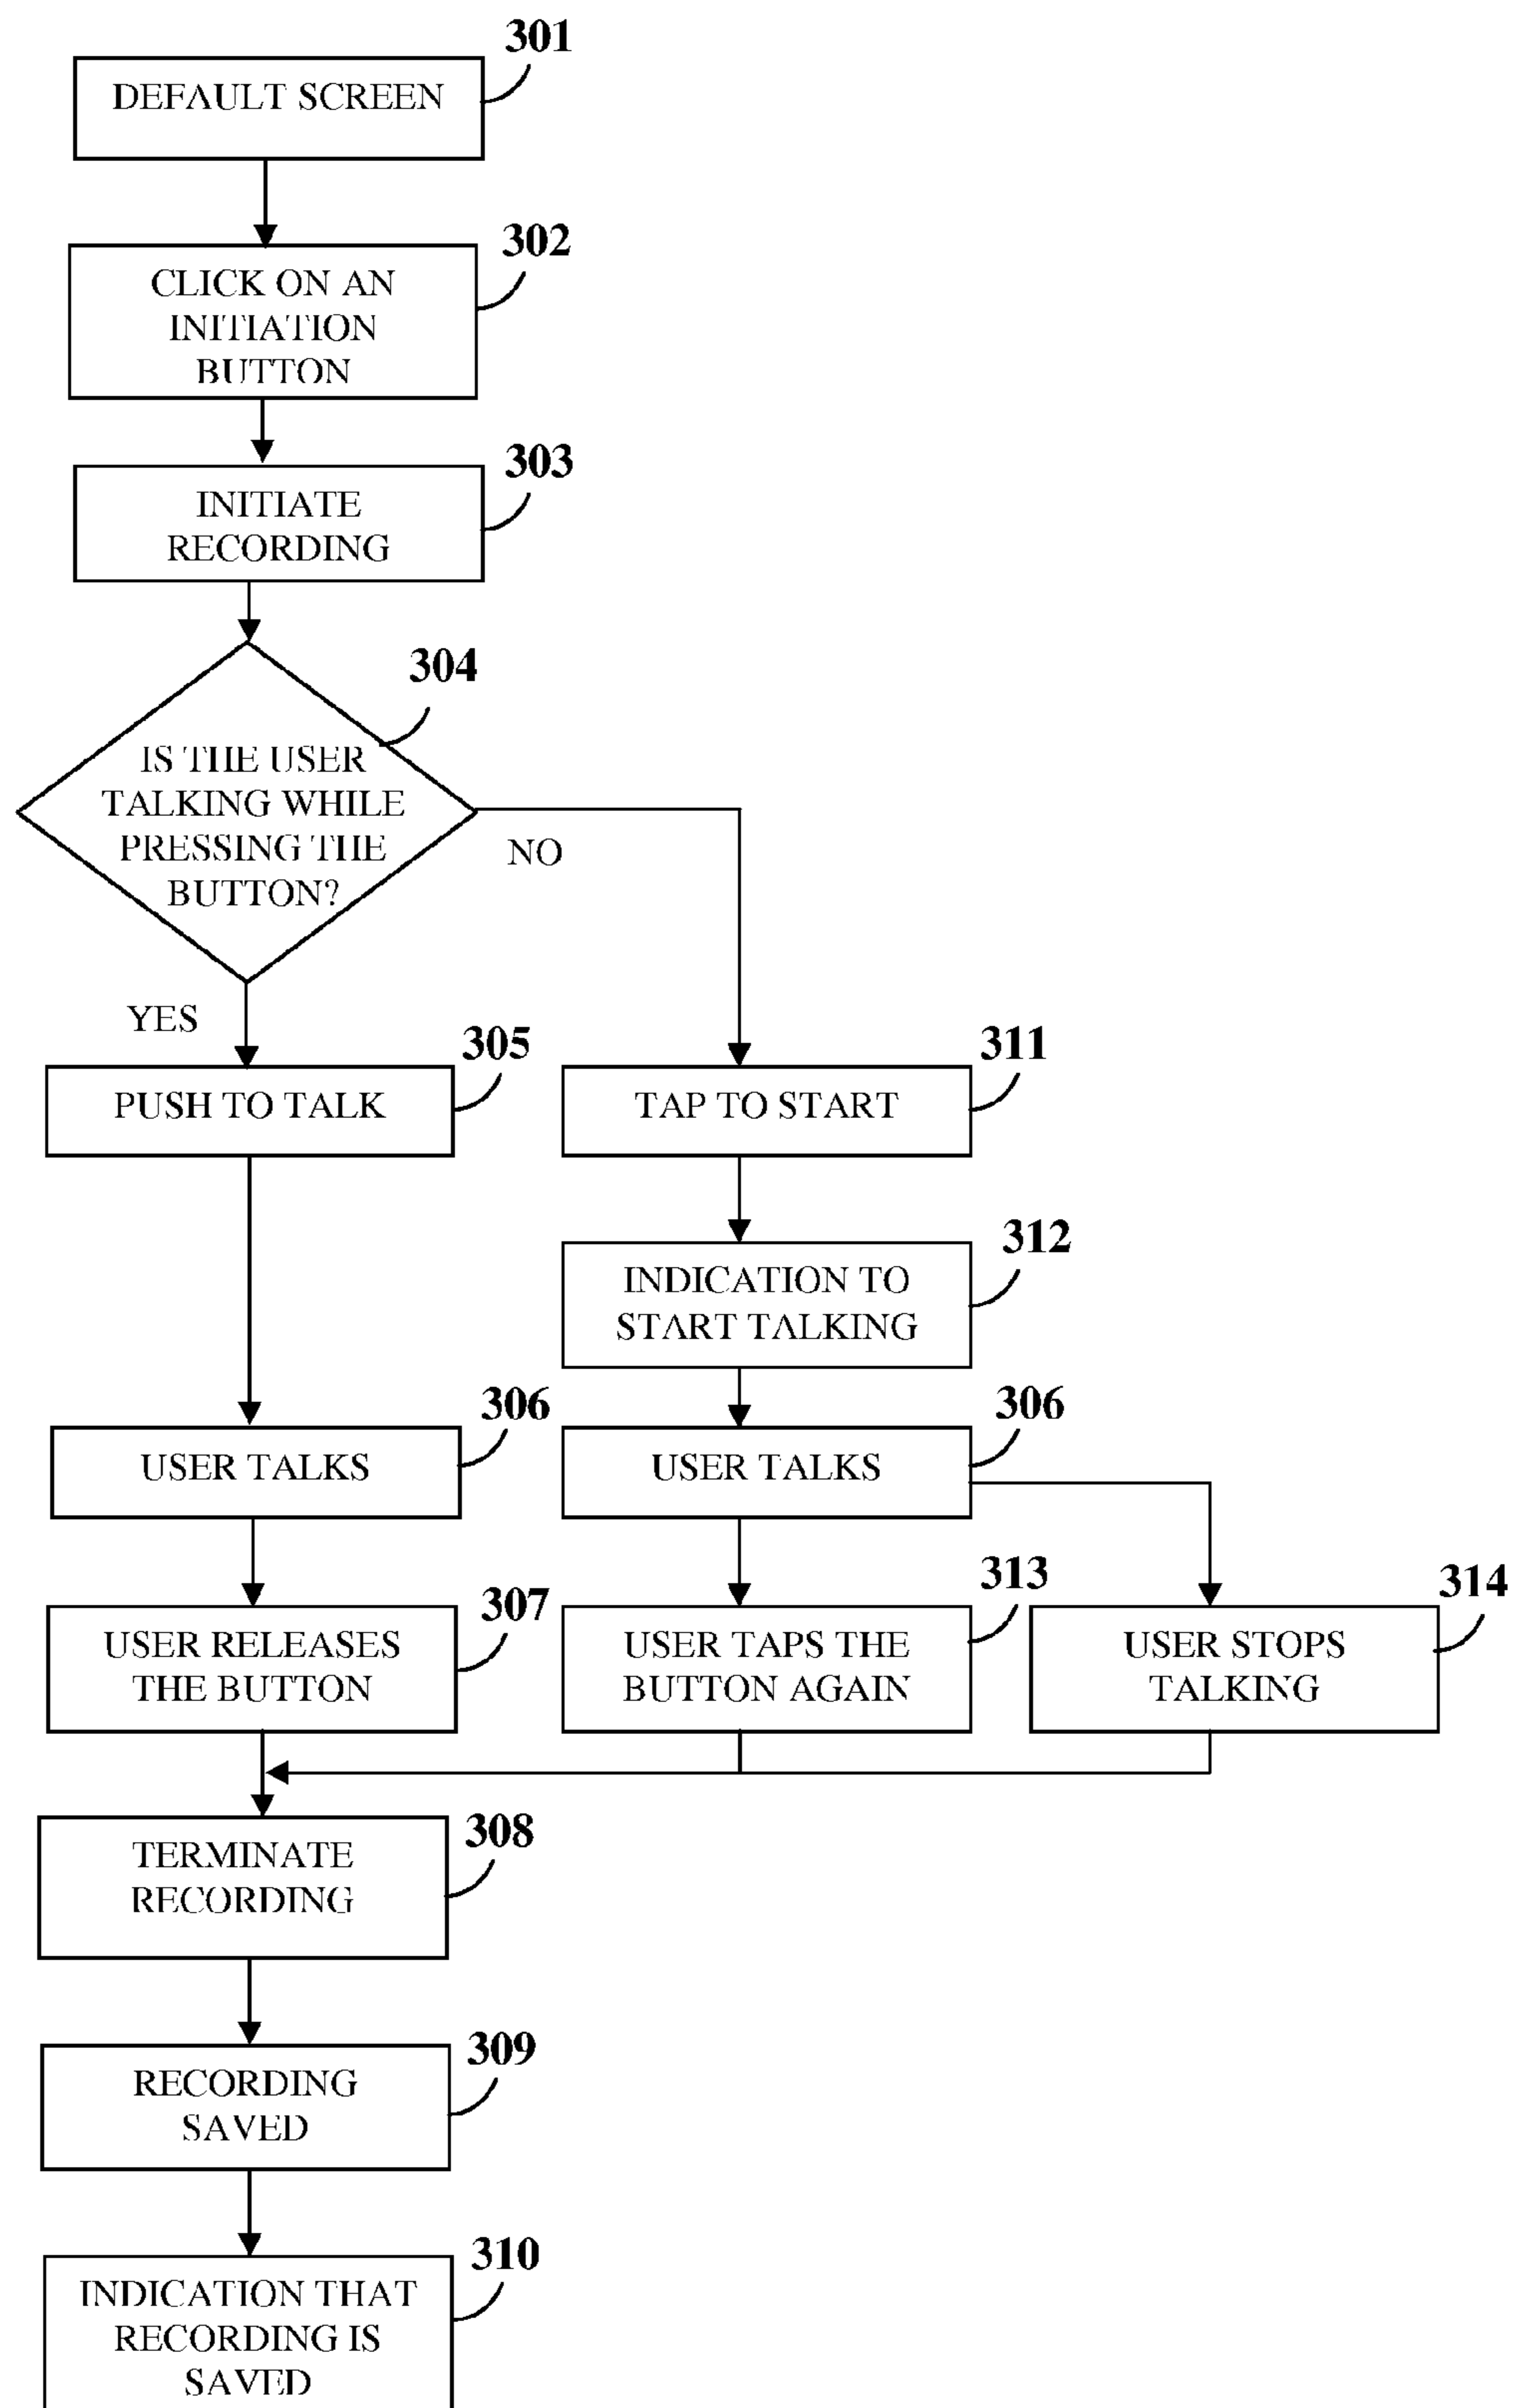 301
DEFAULT SCREEN
302
CLICK ON AN
INITIATION
BUTTON
303
INITIATE
RECORDING
304
IS THE USER
TALKING WHILE
PRESSING THE
BUTTON?
NO
YES
305
PUSH TO TALK
311
TAP TO START
312
INDICATION TO
START TALKING
306
USER TALKS
306
USER TALKS
307
USER RELEASES
THE BUTTON
313
USER TAPS THE
BUTTON AGAIN
314
USER STOPS
TALKING
308
TERMINATE
RECORDING
309
RECORDING
SAVED
310
INDICATION THAT
RECORDING IS
SAVED